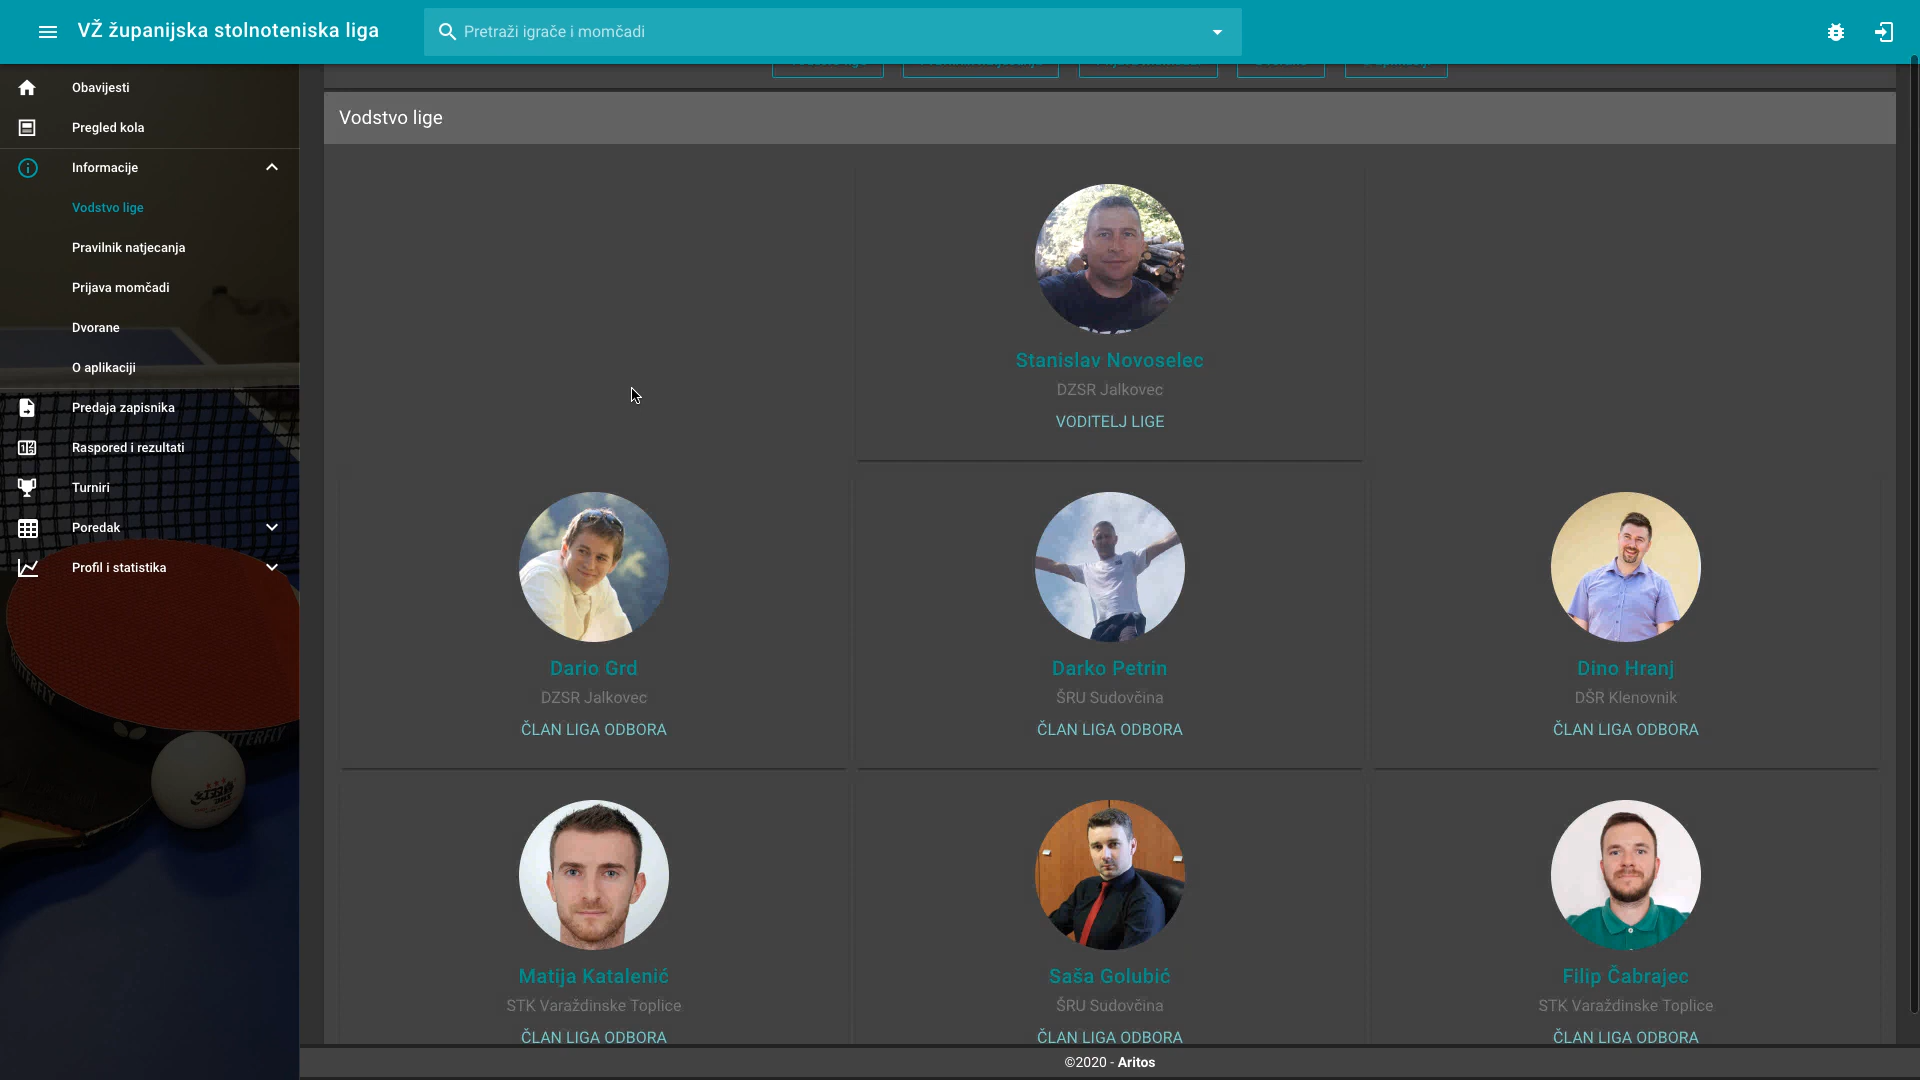 VŽ županijska stolnoteniska liga
Pretraži igrače i momčadi
Obavijesti
Pregled kola
Informacije
Vodstvo lige
Pravilnik natjecanja
Prijava momčadi
Dvorane
O aplikaciji
Predaja zapisnika
Raspored i rezultati
Turniri
Poredak
Profil i statistika
Vodstvo lige
Stanislav Novoselec
DZSR Jalkovec
VODITELJ LIGE
Dario Grd
DZSR Jalkovec
ČLAN LIGA ODBORA
Darko Petrin
ŠRU Sudovčina
ČLAN LIGA ODBORA
Dino Hranj
DŠR Klenovnik
ČLAN LIGA ODBORA
Matija Katalenić
STK Varaždinske Toplice
ČLAN LIGA ODBORA
Saša Golubić
ŠRU Sudovčina
ČLAN LIGA ODBORA
Filip Čabrajec
STK Varaždinske Toplice
ČLAN LIGA ODBORA
©2020 - Aritos